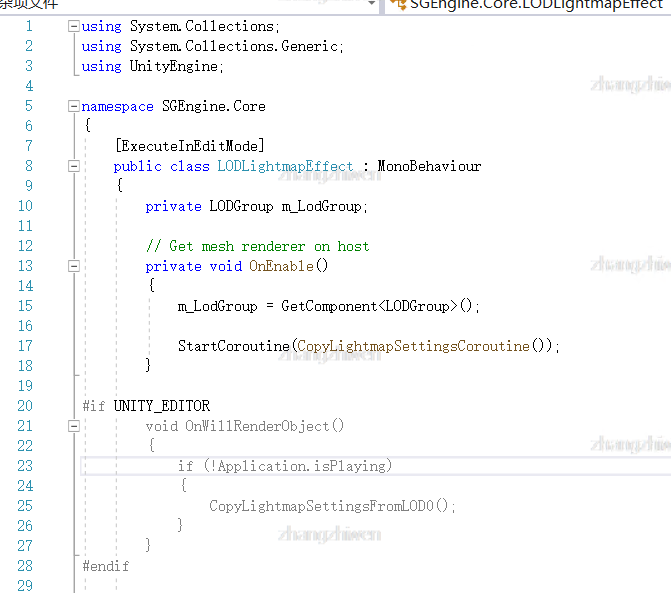 杂项文件 SGEngine.Core.LODLightmapEffect
1 using System.Collections;
2 using System.Collections.Generic;
3 using UnityEngine;
4
5 namespace SGEngine.Core
6 {
7 [ExecuteInEditMode]
8 public class LODLightmapEffect : MonoBehaviour
9 {
10 private LODGroup m_LodGroup;
11
12 // Get mesh renderer on host
13 private void OnEnable()
14 {
15 m_LodGroup = GetComponent<LODGroup>();
16
17 StartCoroutine(CopyLightmapSettingsCoroutine());
18 }
19
20 #if UNITY_EDITOR
21 void OnWillRenderObject()
22 {
23 if (!Application.isPlaying)
24 {
25 CopyLightmapSettingsFromLOD0();
26 }
27 }
28 #endif
29
zhangzhiwen
zhangzhiwen
zhangzhiwen